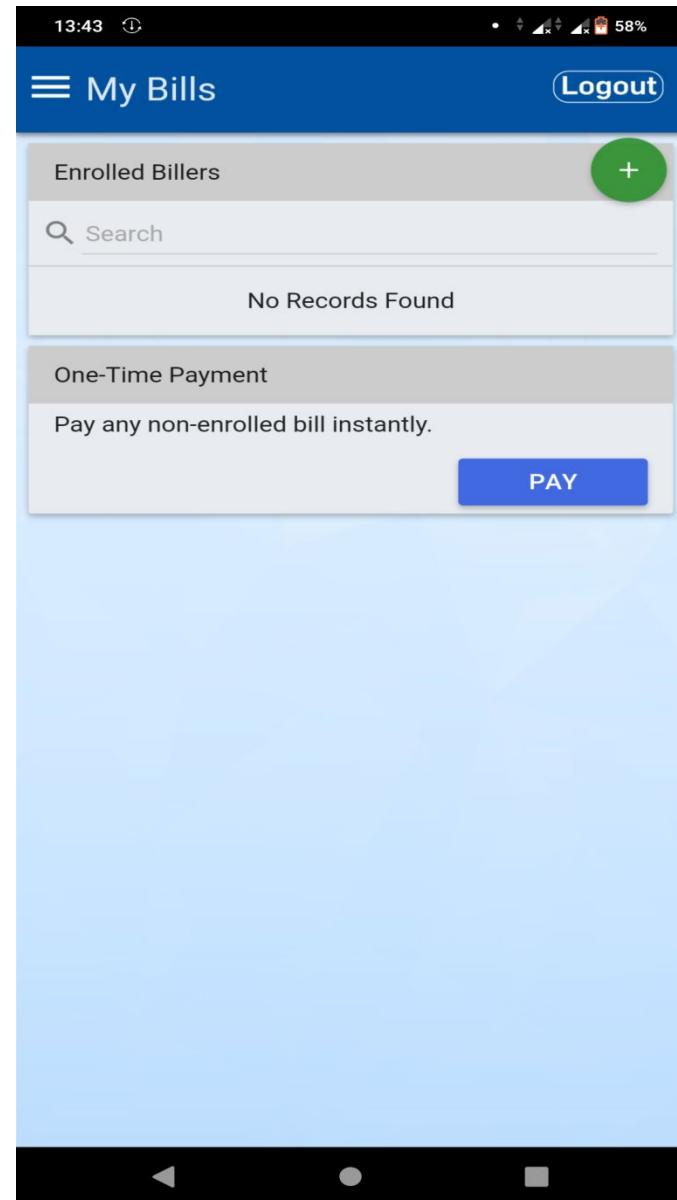 13:43 58%
My Bills Logout
Enrolled Billers +
Search
No Records Found
One-Time Payment
Pay any non-enrolled bill instantly.
PAY